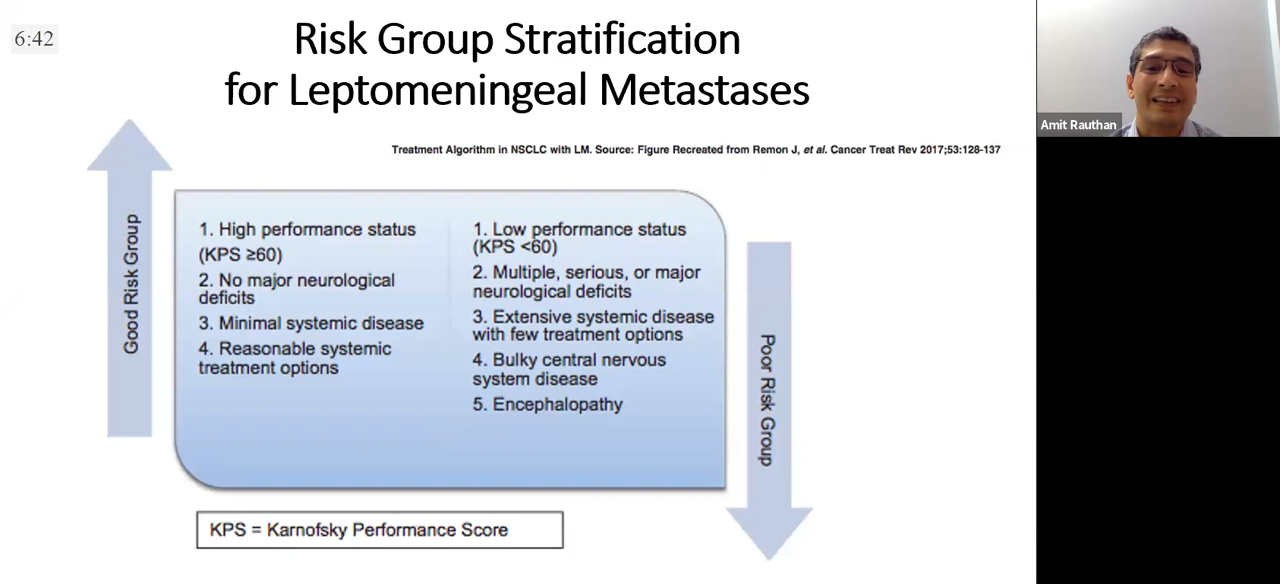 6:42
Risk Group Stratification
for Leptomeningeal Metastases
Amit Rauthan
Treatment Algorithm in NSCLC with LM. Source: Figure Recreated from Remon J, et al. Cancer Treat Rev 2017;53:128-137
Good Risk Group
1. High performance status
(KPS ≥60)
2. No major neurological
deficits
3. Minimal systemic disease
4. Reasonable systemic
treatment options
1. Low performance status
(KPS <60)
2. Multiple, serious, or major
neurological deficits
3. Extensive systemic disease
with few treatment options
4. Bulky central nervous
system disease
5. Encephalopathy
Poor Risk Group
KPS = Karnofsky Performance Score